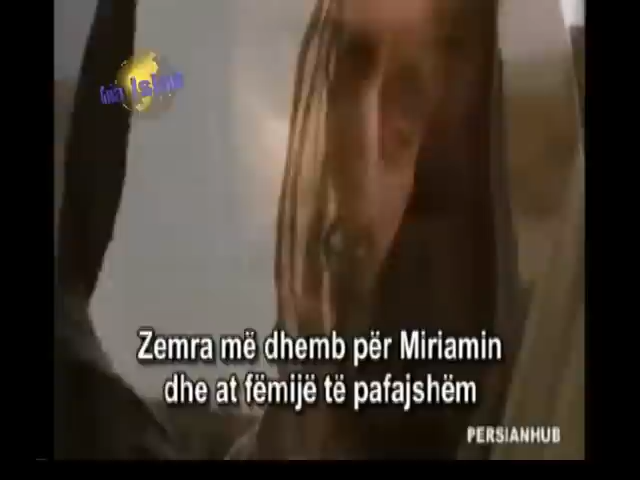 Zemra më dhemb për Miriamin
dhe at fëmijë të pafajshëm
PERSIANHUB